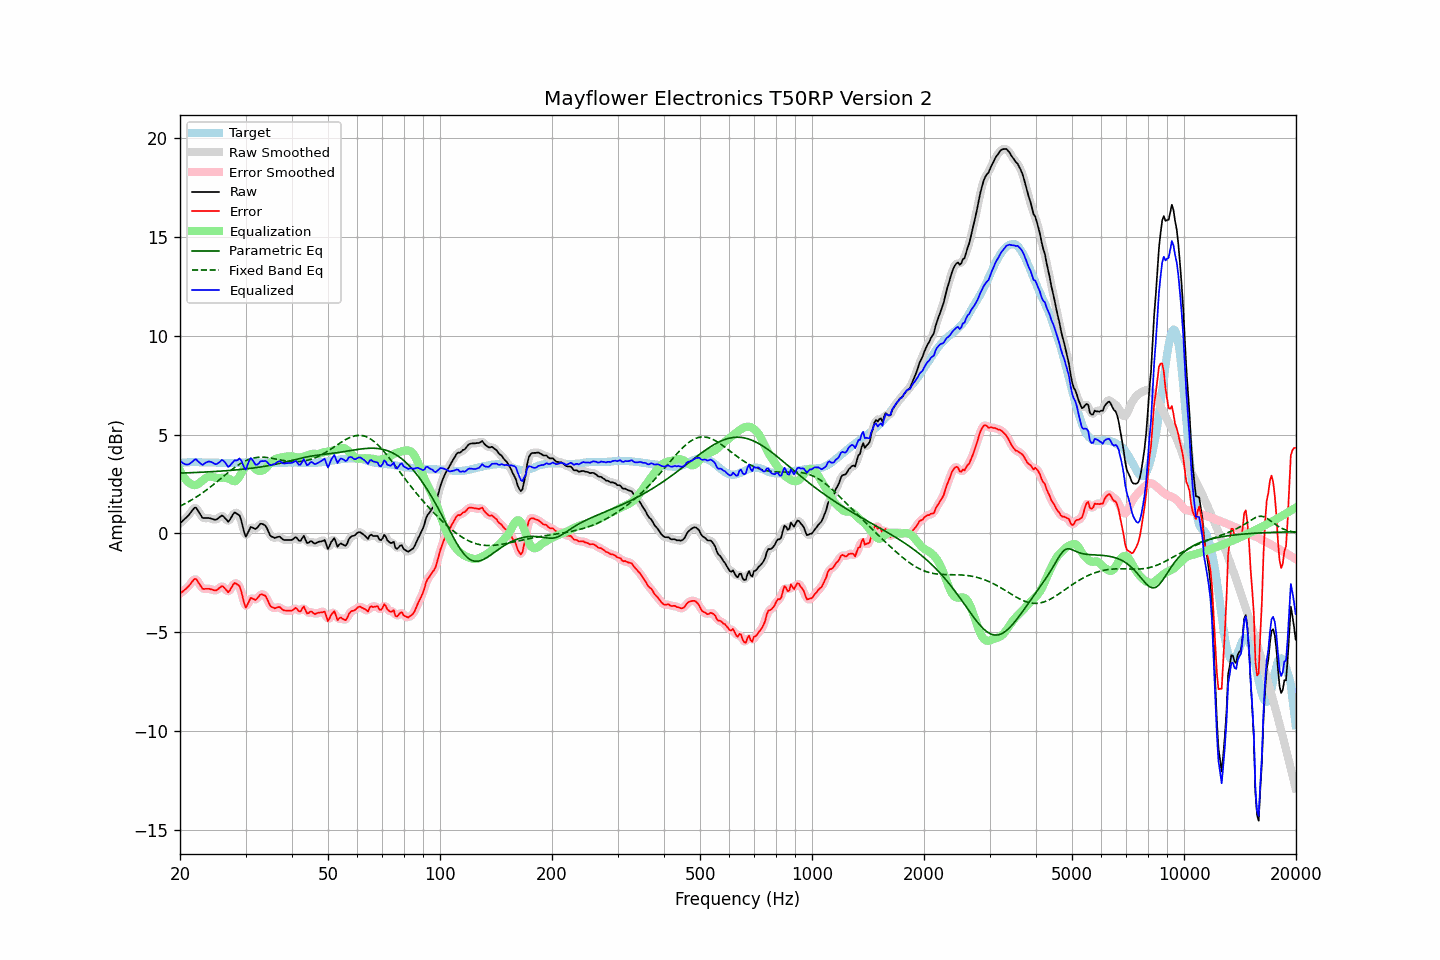 Mayflower Electronics T50RP Version 2
Target
Raw Smoothed
Error Smoothed
Raw
Error
Equalization
Parametric Eq
Fixed Band Eq
Equalized
20
15
10
5
0
−5
−10
−15
Amplitude (dBr)
20 50 100 200 500 1000 2000 5000 10000 20000
Frequency (Hz)